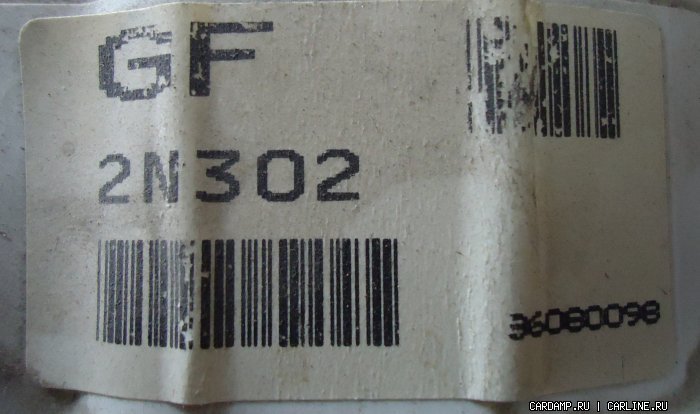 GF
2N302
36080098
CARDAMP.RU | CARLINE.RU